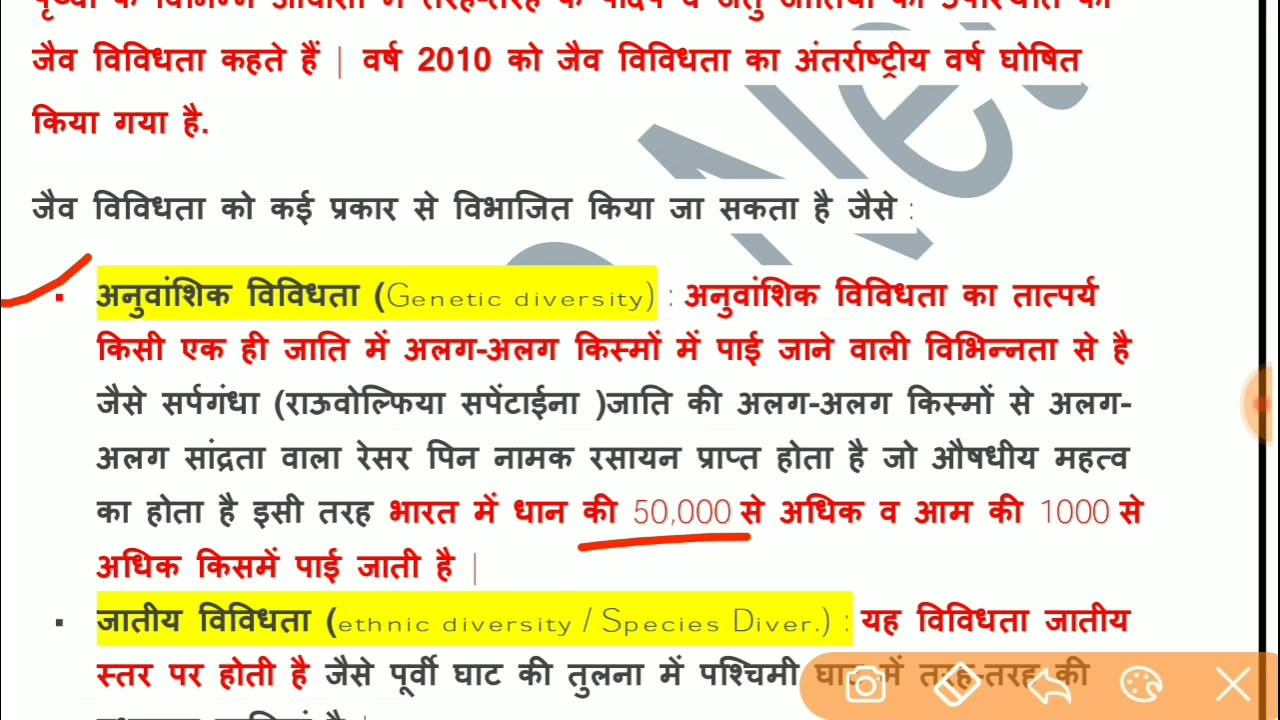 जैव विविधता कहते हैं | वर्ष 2010 को जैव विविधता का अंतर्राष्ट्रीय वर्ष घोषित
किया गया है.
जैव विविधता को कई प्रकार से विभाजित किया जा सकता है जैसे :
▪ अनुवांशिक विविधता (Genetic diversity) : अनुवांशिक विविधता का तात्पर्य
किसी एक ही जाति में अलग-अलग किस्मों में पाई जाने वाली विभिन्नता से है
जैसे सर्पगंधा (राऊवोल्फिया सपेंटाईना )जाति की अलग-अलग किस्मों से अलग-
अलग सांद्रता वाला रेसर पिन नामक रसायन प्राप्त होता है जो औषधीय महत्व
का होता है इसी तरह भारत में धान की 50,000 से अधिक व आम की 1000 से
अधिक किसमें पाई जाती है |
▪ जातीय विविधता (ethnic diversity / Species Diver.) : यह विविधता जातीय
स्तर पर होती है जैसे पूर्वी घाट की तुलना में पश्चिमी घाट में तरह-तरह की